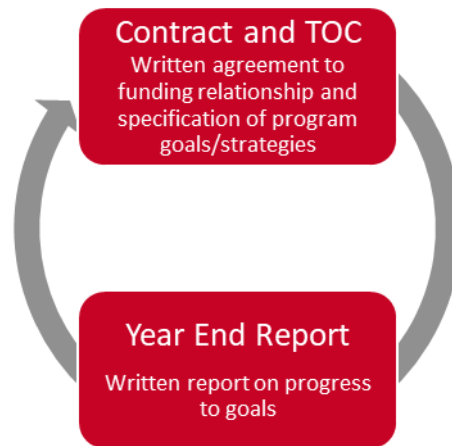 Contract and TOC
Written agreement to
funding relationship and
specification of program
goals/strategies
Year End Report
Written report on progress
to goals